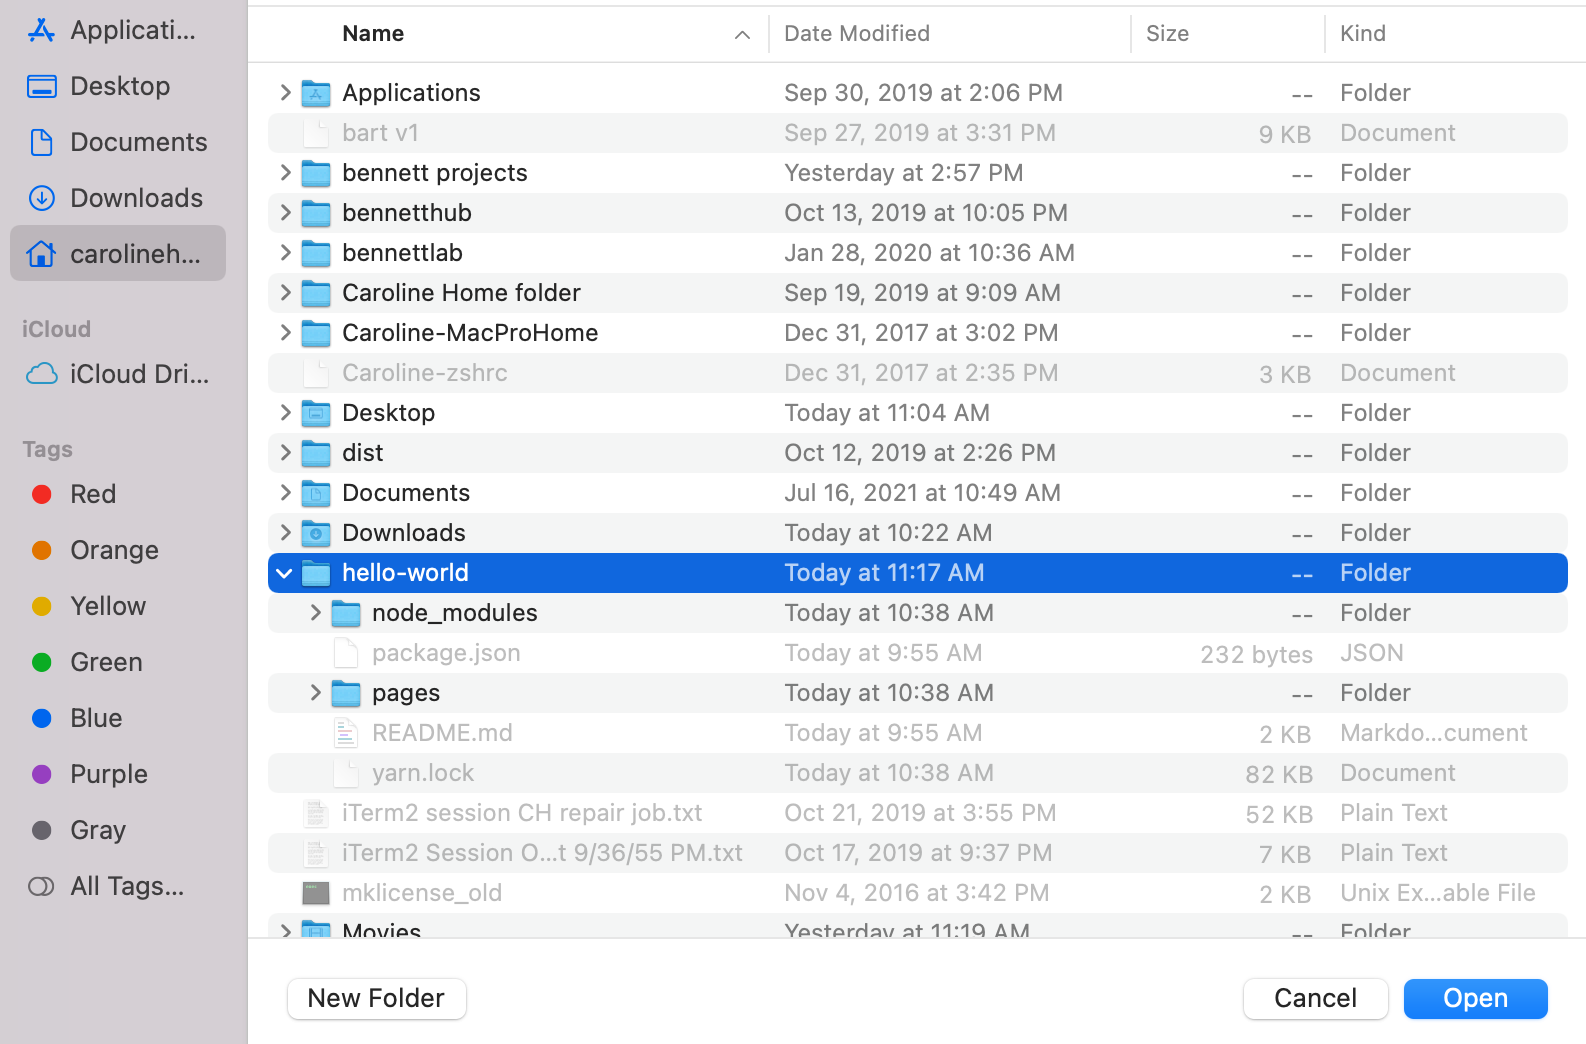 Applicati...
Desktop
Documents
Downloads
carolineh...
iCloud
iCloud Dri...
Tags
Red
Orange
Yellow
Green
Blue
Purple
Gray
All Tags...
Name Date Modified Size Kind
Applications Sep 30, 2019 at 2:06 PM -- Folder
bart v1 Sep 27, 2019 at 3:31 PM 9 KB Document
bennett projects Yesterday at 2:57 PM -- Folder
bennetthub Oct 13, 2019 at 10:05 PM -- Folder
bennettlab Jan 28, 2020 at 10:36 AM -- Folder
Caroline Home folder Sep 19, 2019 at 9:09 AM -- Folder
Caroline-MacProHome Dec 31, 2017 at 3:02 PM -- Folder
Caroline-zshrc Dec 31, 2017 at 2:35 PM 3 KB Document
Desktop Today at 11:04 AM -- Folder
dist Oct 12, 2019 at 2:26 PM -- Folder
Documents Jul 16, 2021 at 10:49 AM -- Folder
Downloads Today at 10:22 AM -- Folder
hello-world Today at 11:17 AM -- Folder
node_modules Today at 10:38 AM -- Folder
package.json Today at 9:55 AM 232 bytes JSON
pages Today at 10:38 AM -- Folder
README.md Today at 9:55 AM 2 KB Markdo...cument
yarn.lock Today at 10:38 AM 82 KB Document
iTerm2 session CH repair job.txt Oct 21, 2019 at 3:55 PM 52 KB Plain Text
iTerm2 Session O...t 9/36/55 PM.txt Oct 17, 2019 at 9:37 PM 7 KB Plain Text
mklicense_old Nov 4, 2016 at 3:42 PM 2 KB Unix Ex...able File
Movies Yesterday at 11:19 AM -- Folder
New Folder Cancel Open